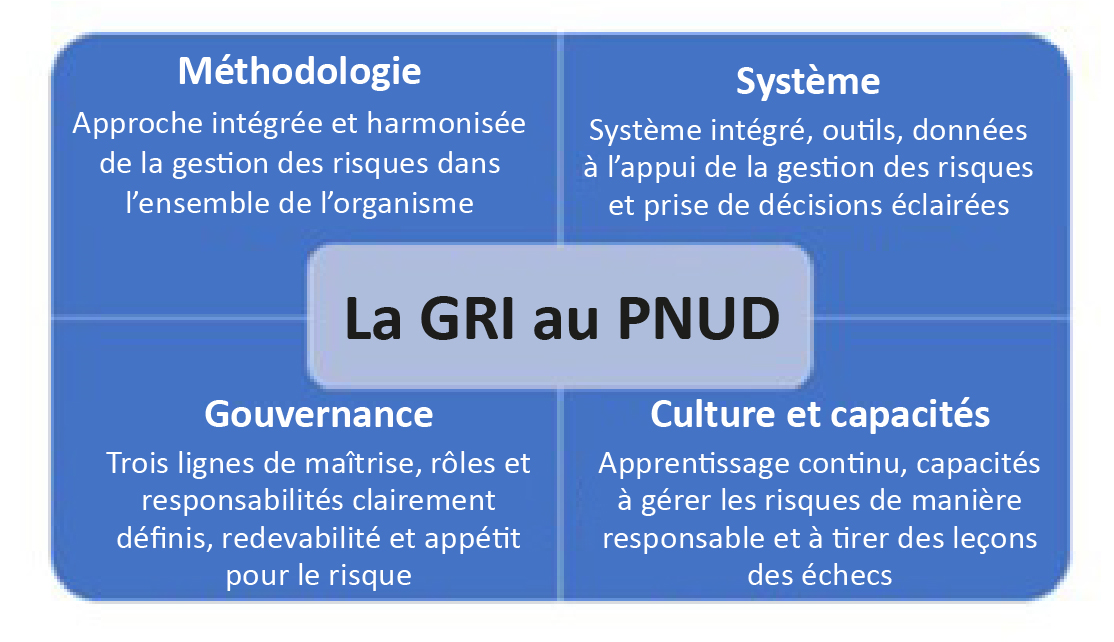 Méthodologie
Approche intégrée et harmonisée
de la gestion des risques dans
l’ensemble de l’organisme
Système
Système intégré, outils, données
à l’appui de la gestion des risques
et prise de décisions éclairées
La GRI au PNUD
Gouvernance
Trois lignes de maîtrise, rôles et
responsabilités clairement
définis, redevabilité et appétit
pour le risque
Culture et capacités
Apprentissage continu, capacités
à gérer les risques de manière
responsable et à tirer des leçons
des échecs